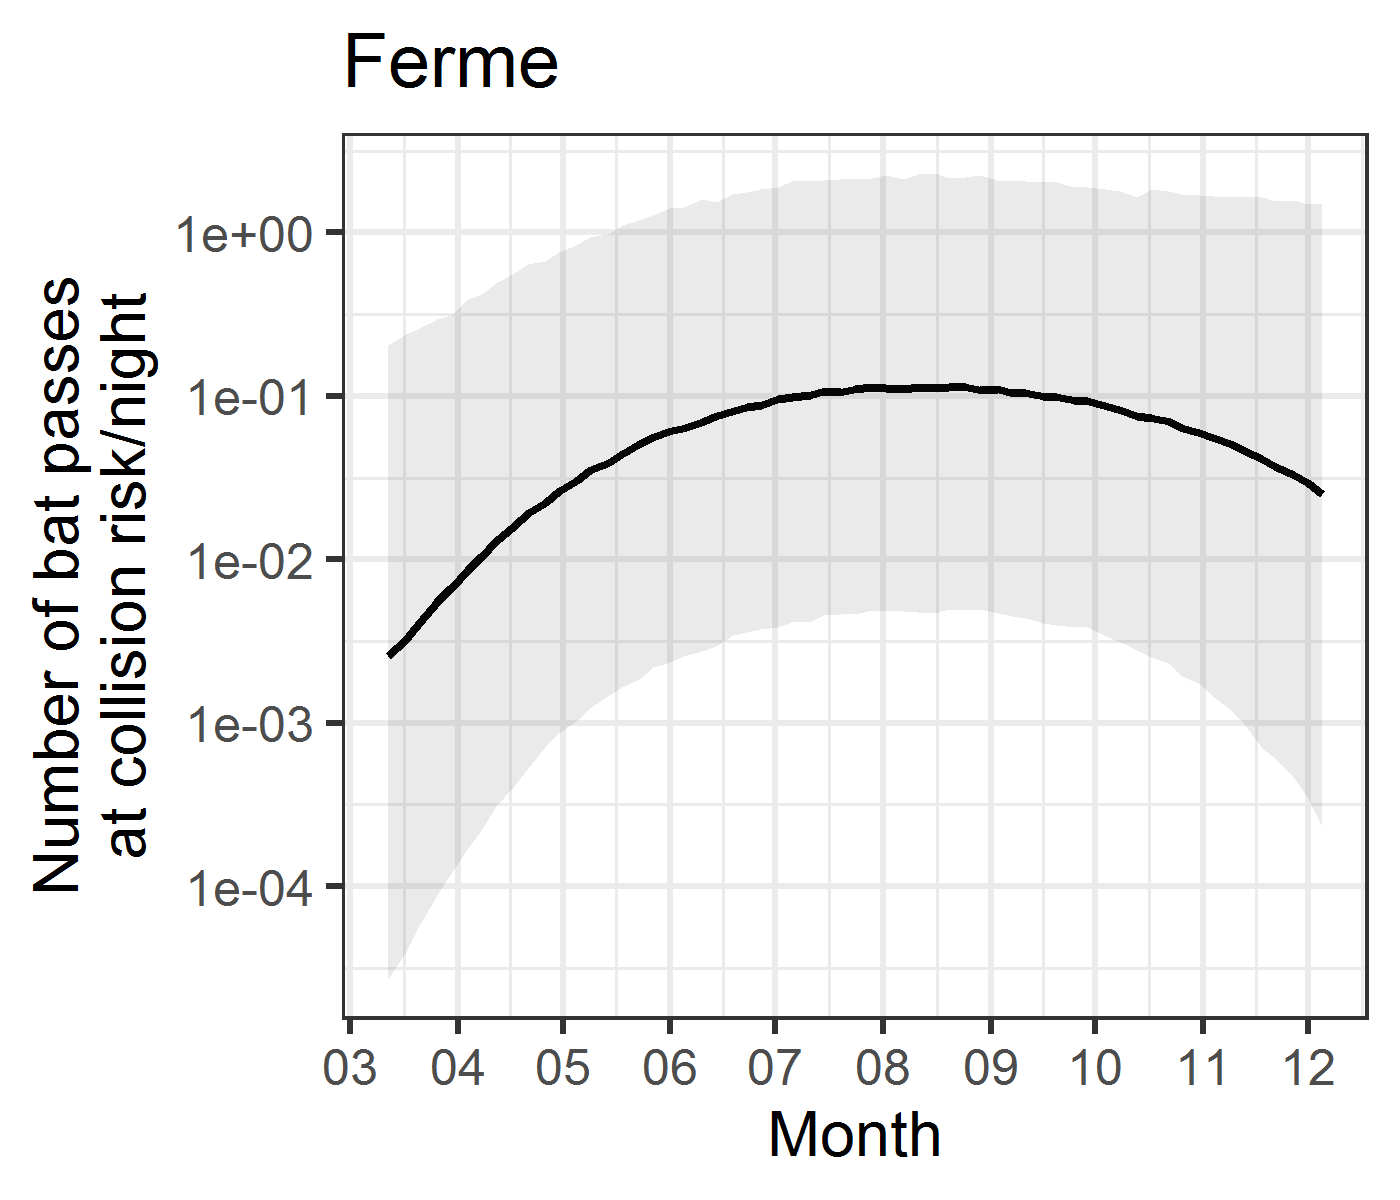 Ferme
Number of bat passes
at collision risk/night
1e+00
1e-01
1e-02
1e-03
1e-04
03 04 05 06 07 08 09 10 11 12
Month